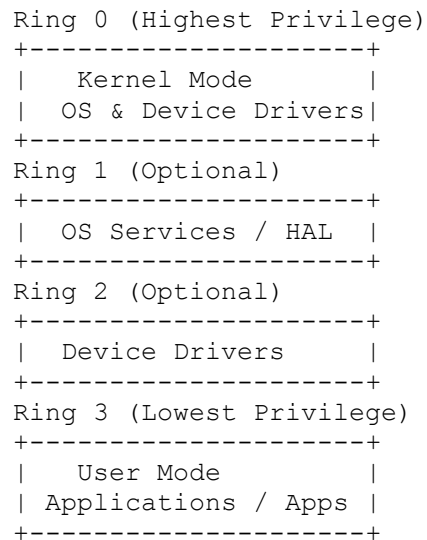 Ring 0 (Highest Privilege)
+---------------------+
|   Kernel Mode       |
|  OS & Device Drivers|
+---------------------+
Ring 1 (Optional)
+---------------------+
|  OS Services / HAL  |
+---------------------+
Ring 2 (Optional)
+---------------------+
|  Device Drivers     |
+---------------------+
Ring 3 (Lowest Privilege)
+---------------------+
|   User Mode         |
| Applications / Apps |
+---------------------+